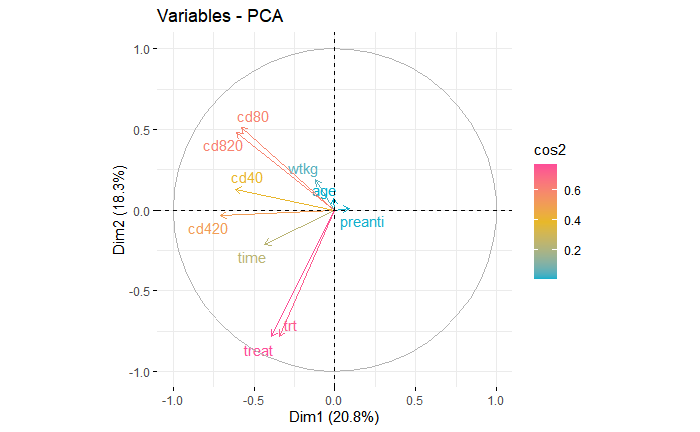 Variables - PCA
1.0
0.5
0.0
-0.5
-1.0
Dim2 (18.3%)
cd80
cd820
wtkg
cd40
age
preanti
cd420
time
trt
treat
-1.0
-0.5
0.0
0.5
1.0
Dim1 (20.8%)
cos2
0.6
0.4
0.2